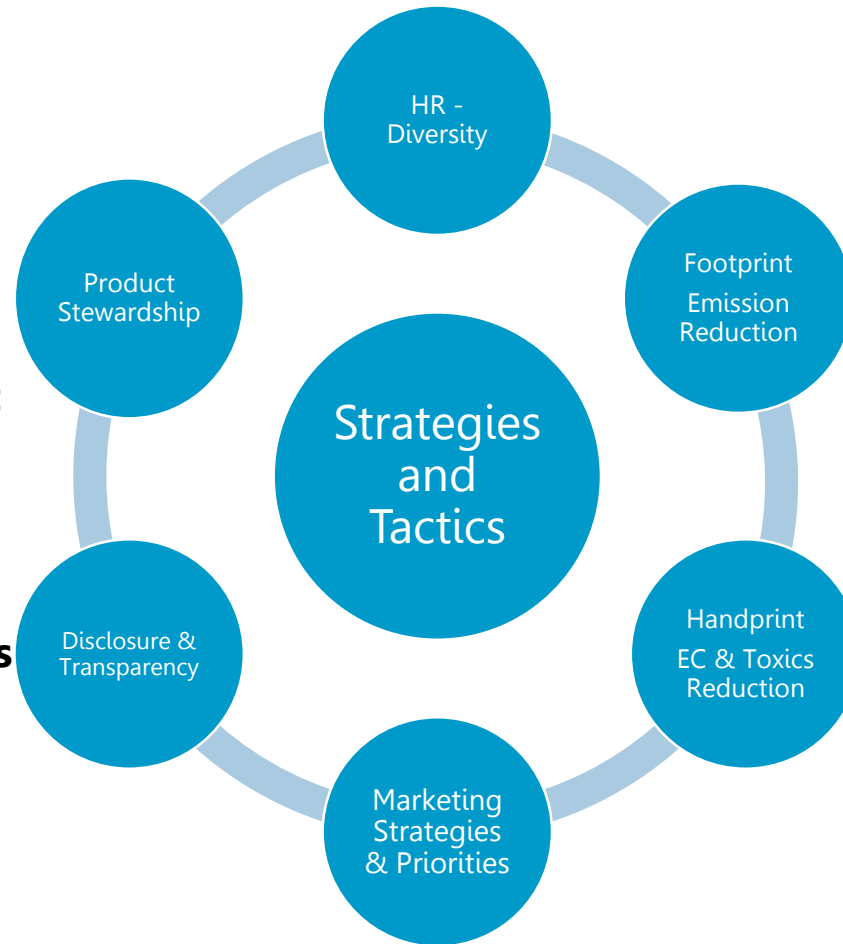 HR -
Diversity
Footprint
Emission
Reduction
Handprint
EC & Toxics
Reduction
Marketing
Strategies
& Priorities
Disclosure &
Transparency
Product
Stewardship
Strategies
and
Tactics
s